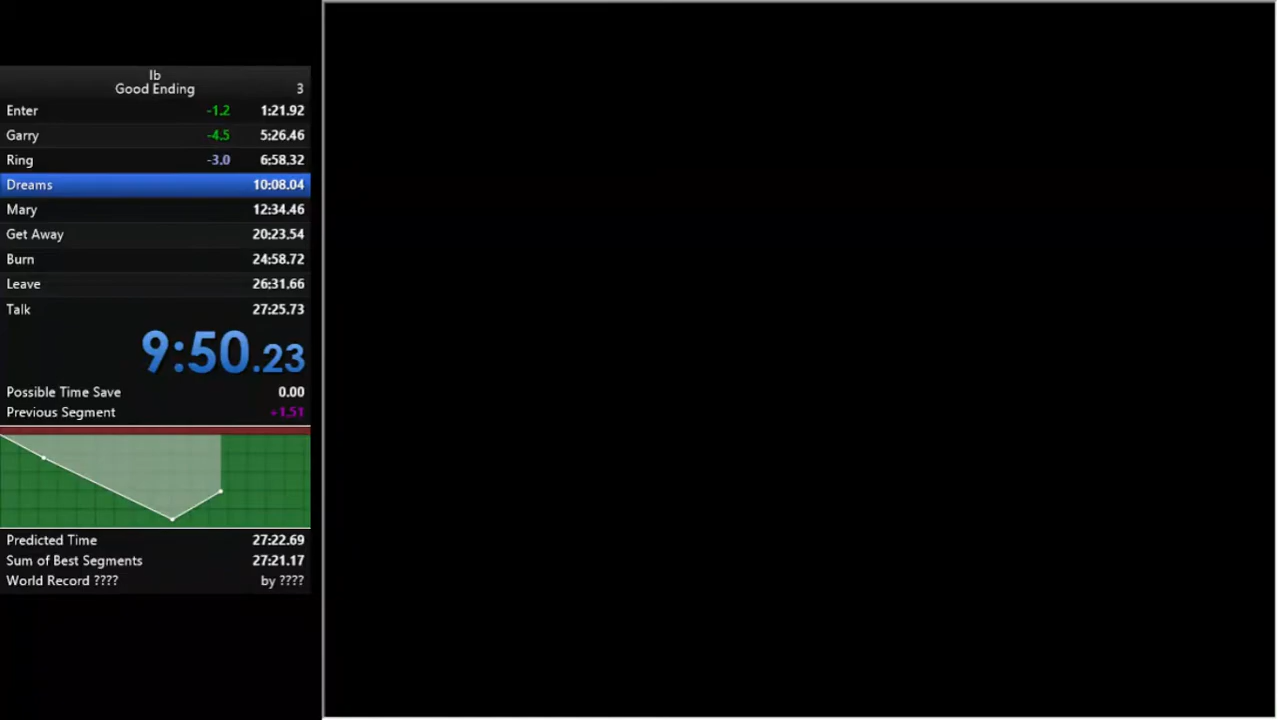 Ib
Good Ending 3
Enter -1.2 1:21.92
Garry -4.5 5:26.46
Ring -3.0 6:58.32
Dreams 10:08.04
Mary 12:34.46
Get Away 20:23.54
Burn 24:58.72
Leave 26:31.66
Talk 27:25.73
9:50.23
Possible Time Save 0.00
Previous Segment +1.51
Predicted Time 27:22.69
Sum of Best Segments 27:21.17
World Record ???? by ????